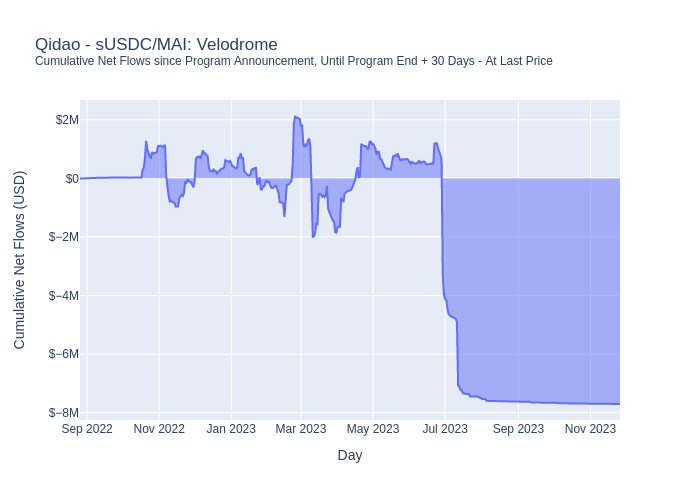 Qidao - sUSDC/MAI: Velodrome
Cumulative Net Flows since Program Announcement, Until Program End + 30 Days - At Last Price
Cumulative Net Flows (USD)
$2M
$0
$−2M
$−4M
$−6M
$−8M
Sep 2022 Nov 2022 Jan 2023 Mar 2023 May 2023 Jul 2023 Sep 2023 Nov 2023
Day